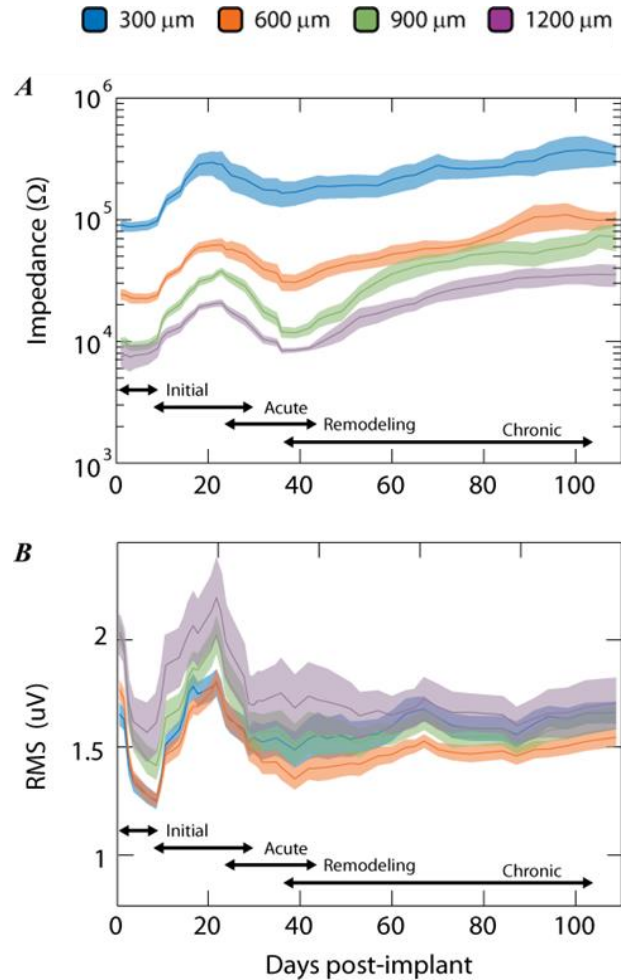 300 μm 600 μm 900 μm 1200 μm
A
10⁶
10⁵
10⁴
10³
Impedance (Ω)
Initial
Acute
Remodeling
Chronic
0 20 40 60 80 100
B
2
1.5
1
RMS (uV)
Initial
Acute
Remodeling
Chronic
0 20 40 60 80 100
Days post-implant